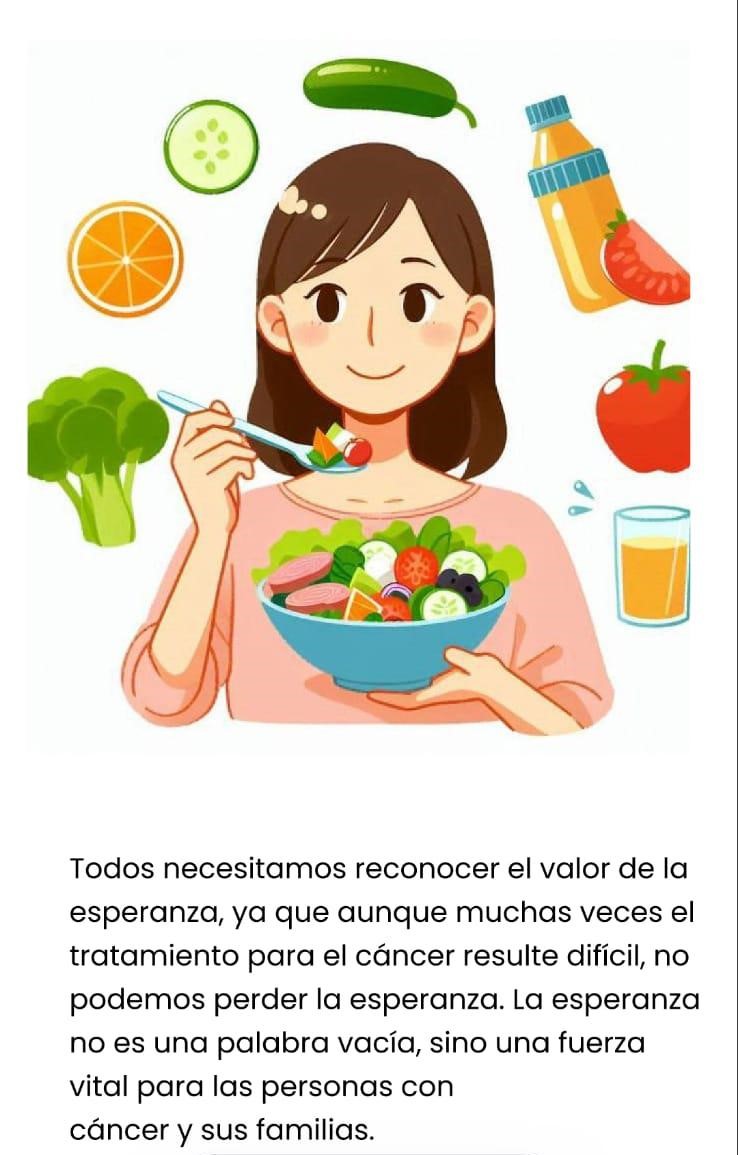 Todos necesitamos reconocer el valor de la
esperanza, ya que aunque muchas veces el
tratamiento para el cáncer resulte difícil, no
podemos perder la esperanza. La esperanza
no es una palabra vacía, sino una fuerza
vital para las personas con
cáncer y sus familias.